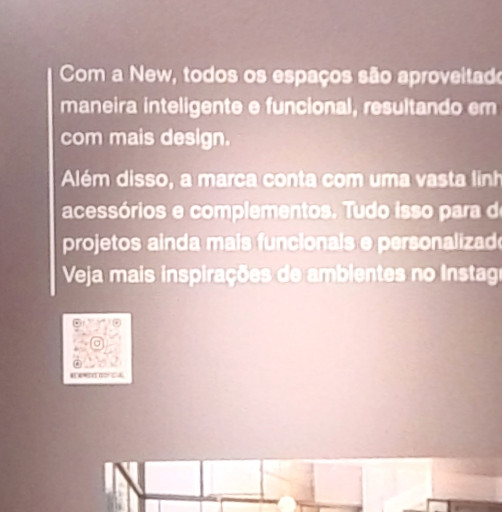 Com a New, todos os espaços são aproveitado
maneira inteligente e funcional, resultando em
com mais design.
Além disso, a marca conta com uma vasta linh
acessórios e complementos. Tudo isso para d
projetos ainda mais funcionais e personalizado
Veja mais inspirações de ambientes no Instag